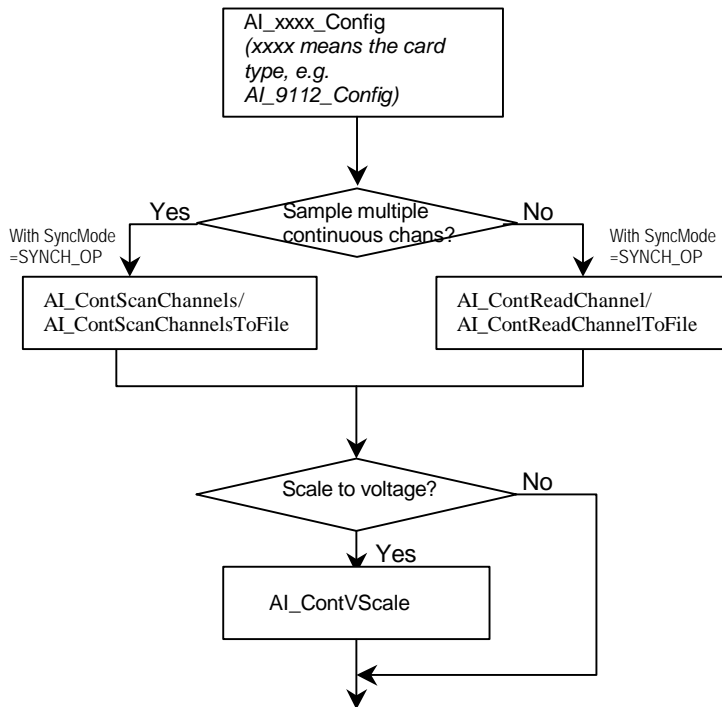 AI_xxxx_Config
(xxxx means the card
type, e.g.
AI_9112_Config)
Sample multiple
continuous chans?
Yes
No
With SyncMode
=SYNCH_OP
With SyncMode
=SYNCH_OP
AI_ContScanChannels/
AI_ContScanChannelsToFile
AI_ContReadChannel/
AI_ContReadChannelToFile
Scale to voltage?
No
Yes
AI_ContVScale